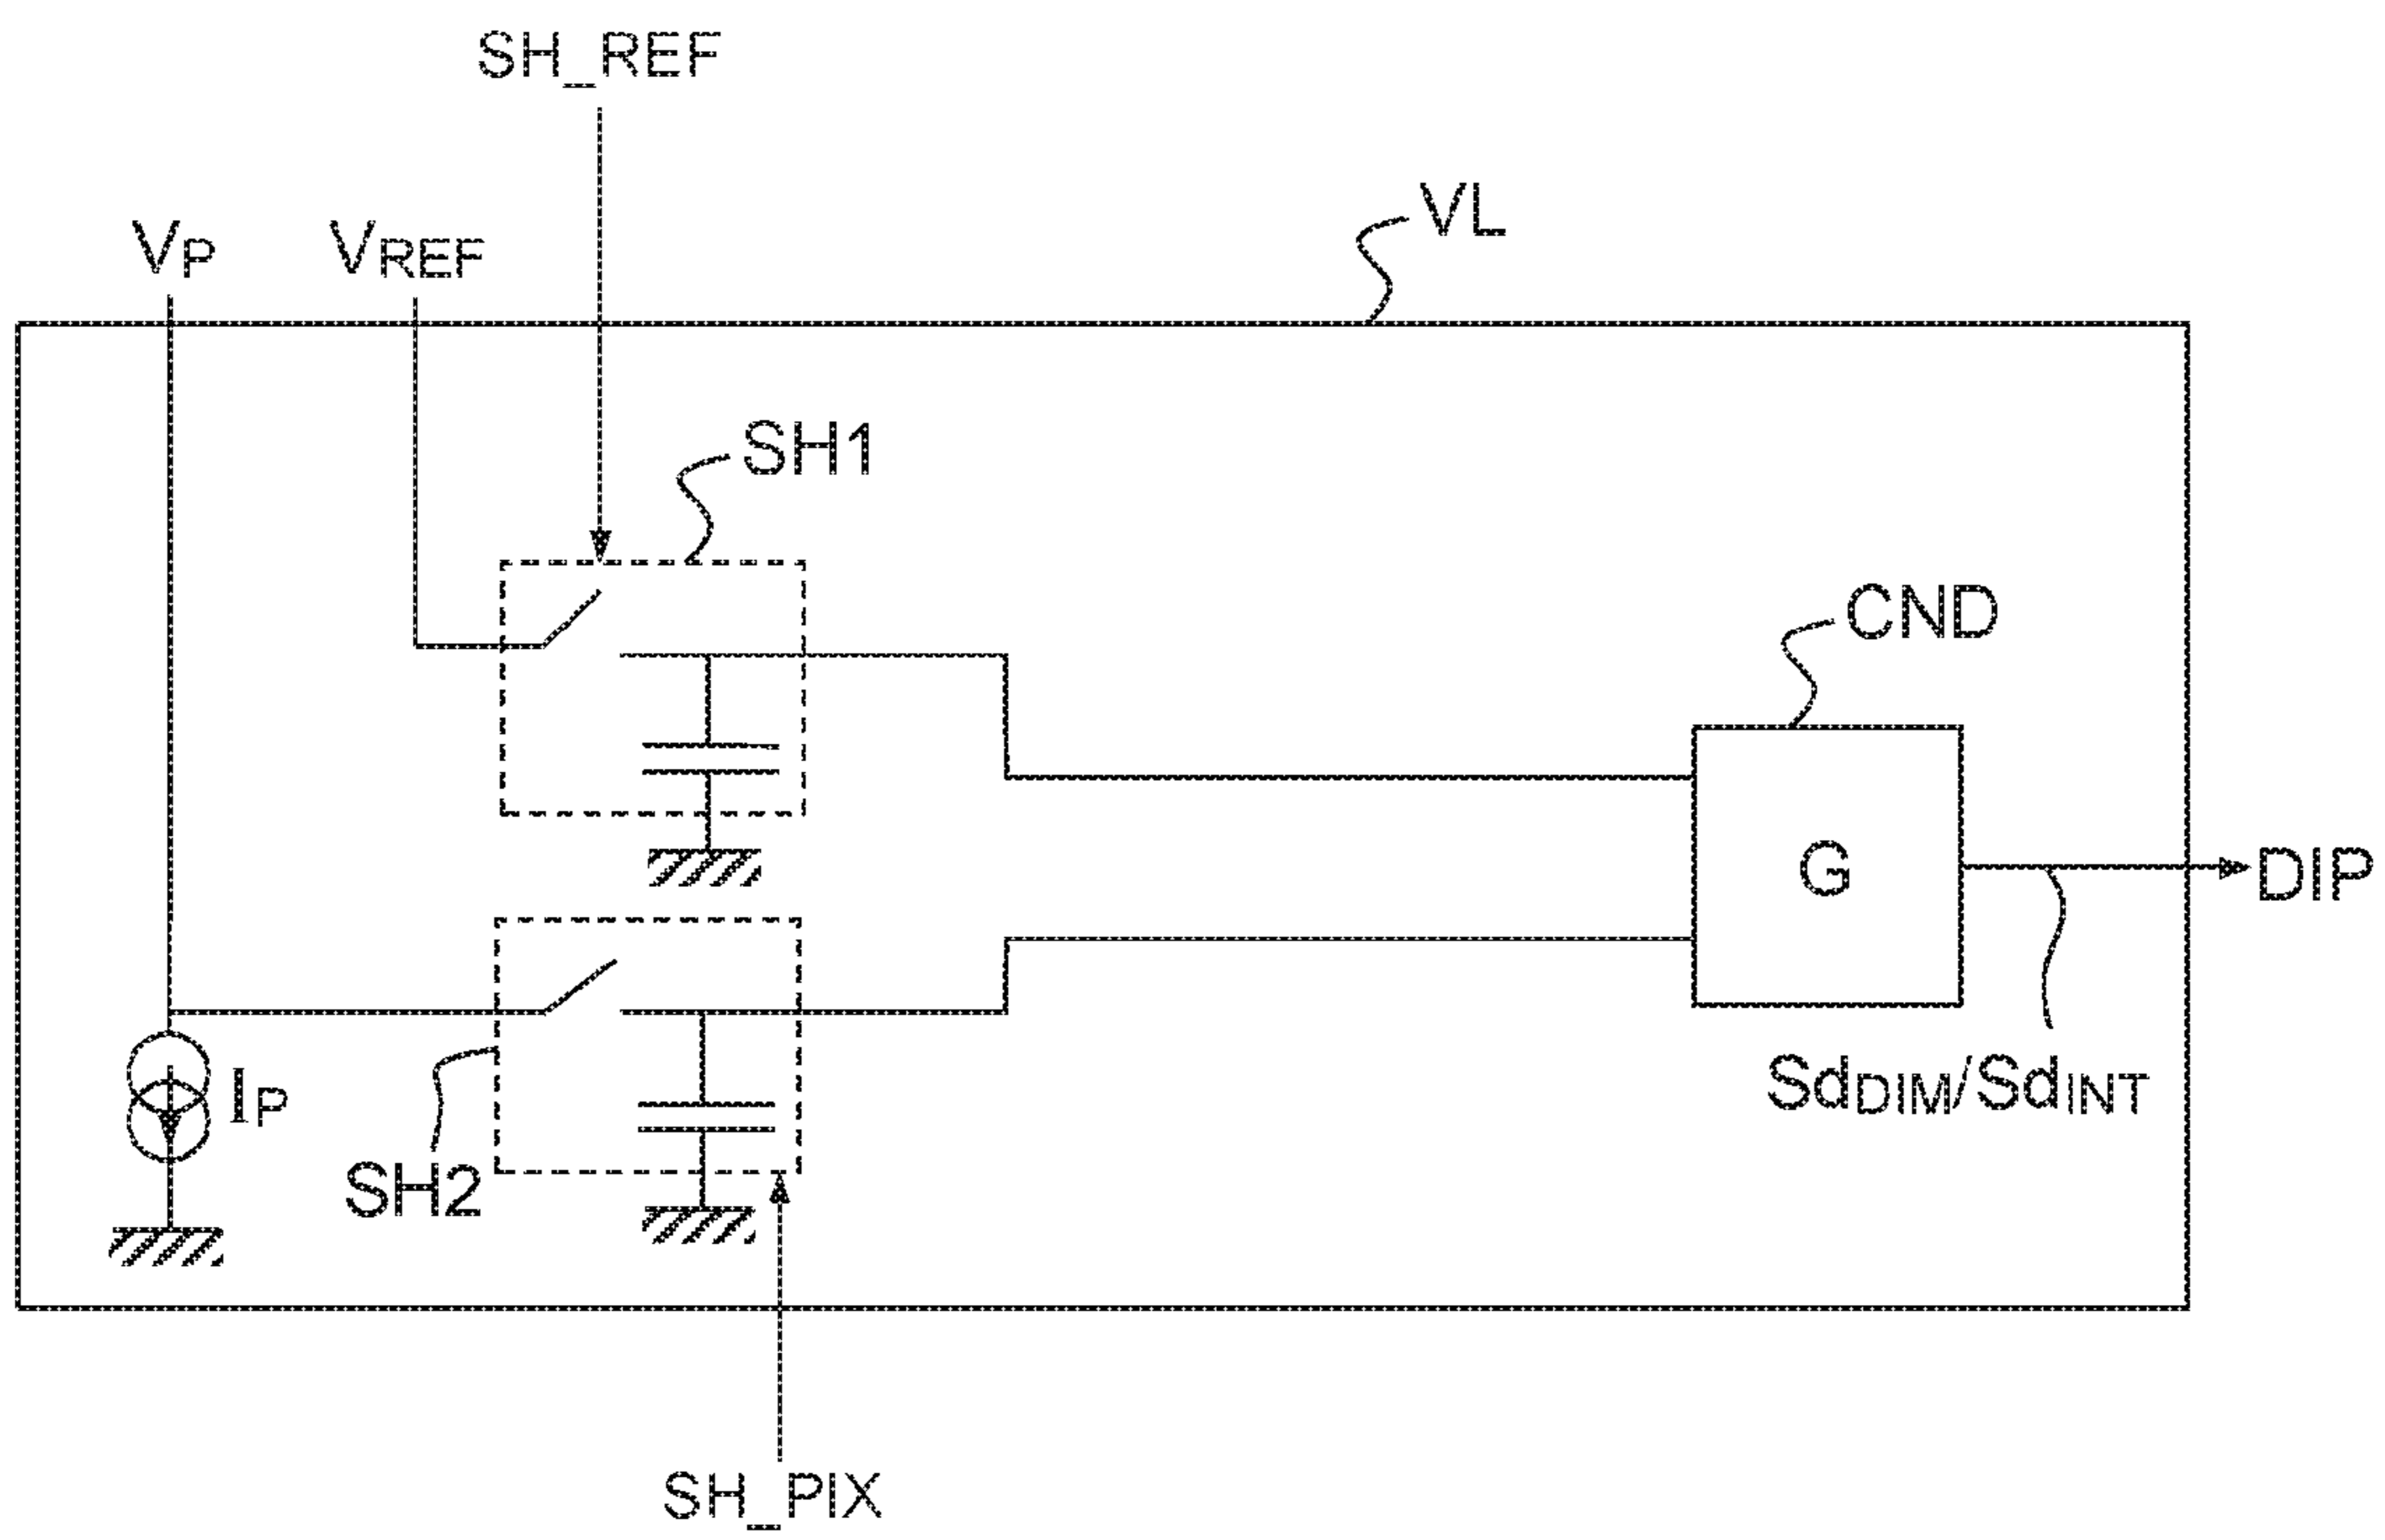 SH_REF
VL
VP
VREF
SH1
CND
G
DIP
IP
SH2
SdDIM/SdINT
SH_PIX